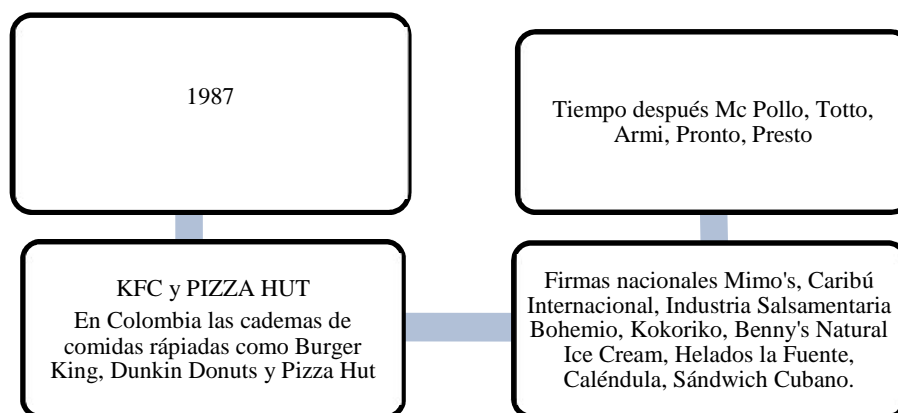 1987
KFC y PIZZA HUT
En Colombia las cademas de
comidas rápiadas como Burger
King, Dunkin Donuts y Pizza Hut
Firmas nacionales Mimo's, Caribú
Internacional, Industria Salsamentaria
Bohemio, Kokoriko, Benny's Natural
Ice Cream, Helados la Fuente,
Caléndula, Sándwich Cubano.
Tiempo después Mc Pollo, Totto,
Armi, Pronto, Presto